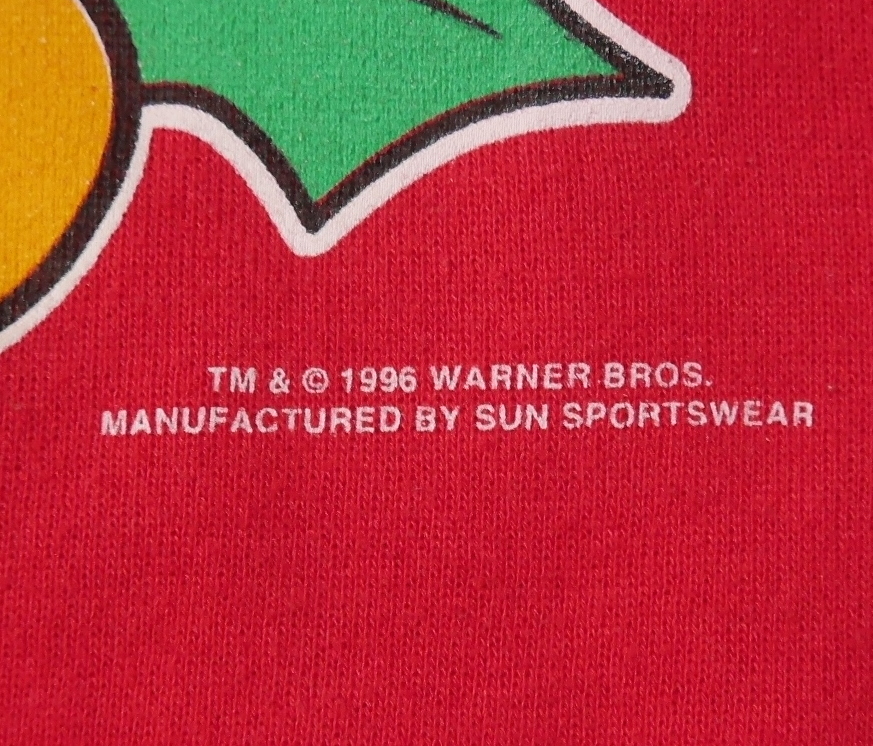 TM & © 1996 WARNER BROS.
MANUFACTURED BY SUN SPORTSWEAR